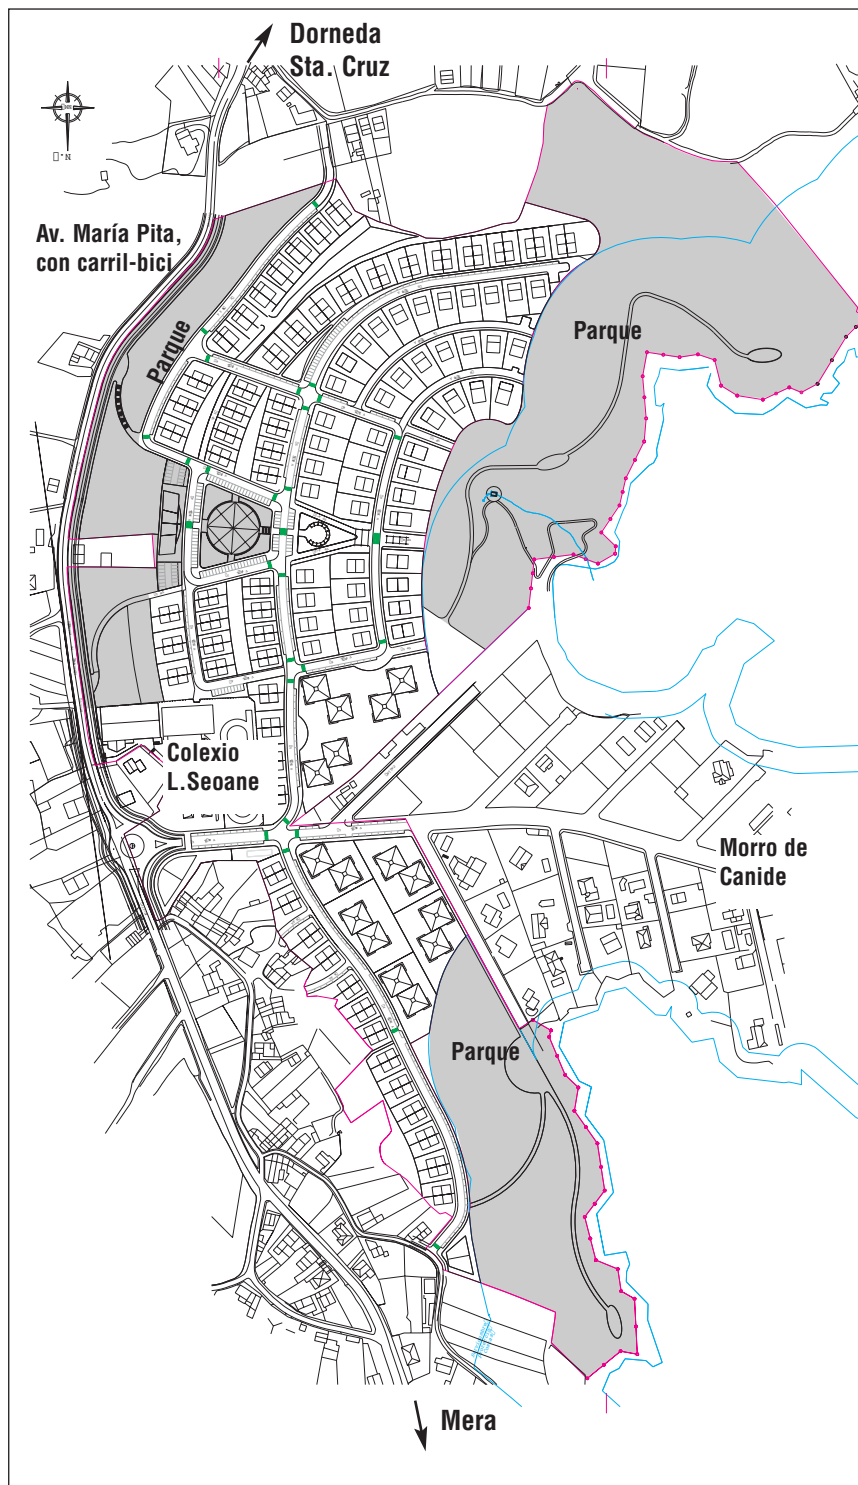 Dorneda
Sta. Cruz
N
Av. María Pita,
con carril-bici
Parque
Parque
Colexio
L.Seoane
Morro de
Canide
Parque
Mera